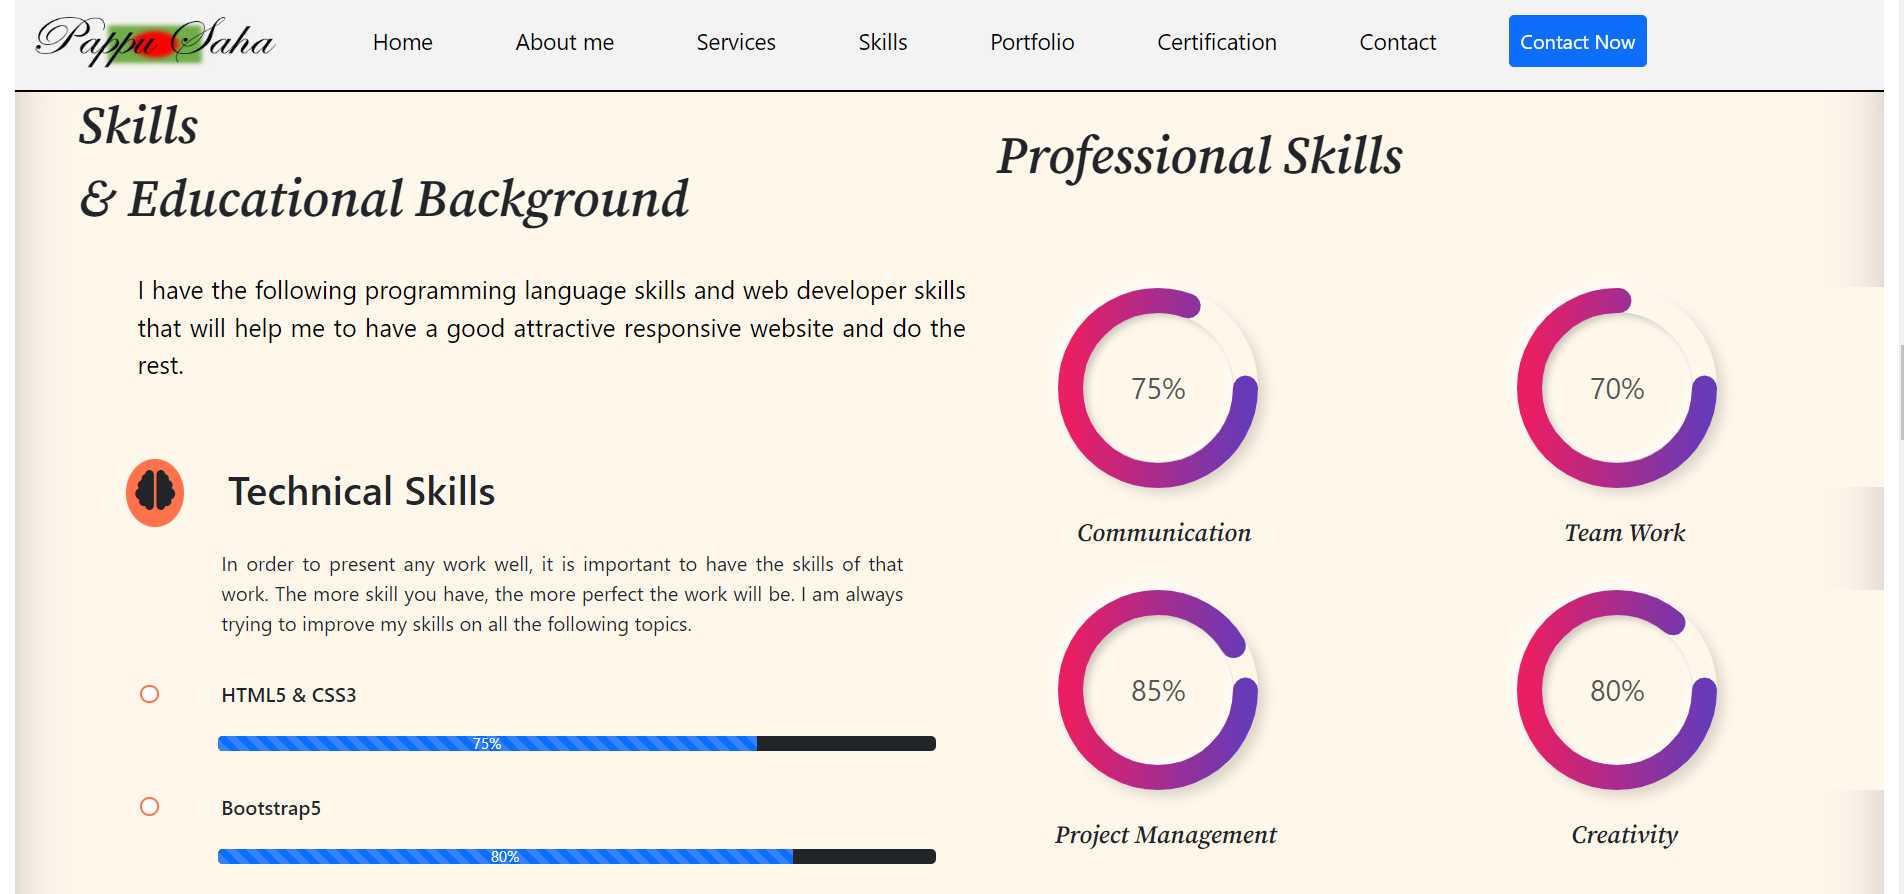 Pappu Saha
Home
About me
Services
Skills
Portfolio
Certification
Contact
Contact Now
Skills
& Educational Background
I have the following programming language skills and web developer skills
that will help me to have a good attractive responsive website and do the
rest.
Technical Skills
In order to present any work well, it is important to have the skills of that
work. The more skill you have, the more perfect the work will be. I am always
trying to improve my skills on all the following topics.
HTML5 & CSS3
75%
Bootstrap5
80%
Professional Skills
75%
Communication
70%
Team Work
85%
Project Management
80%
Creativity